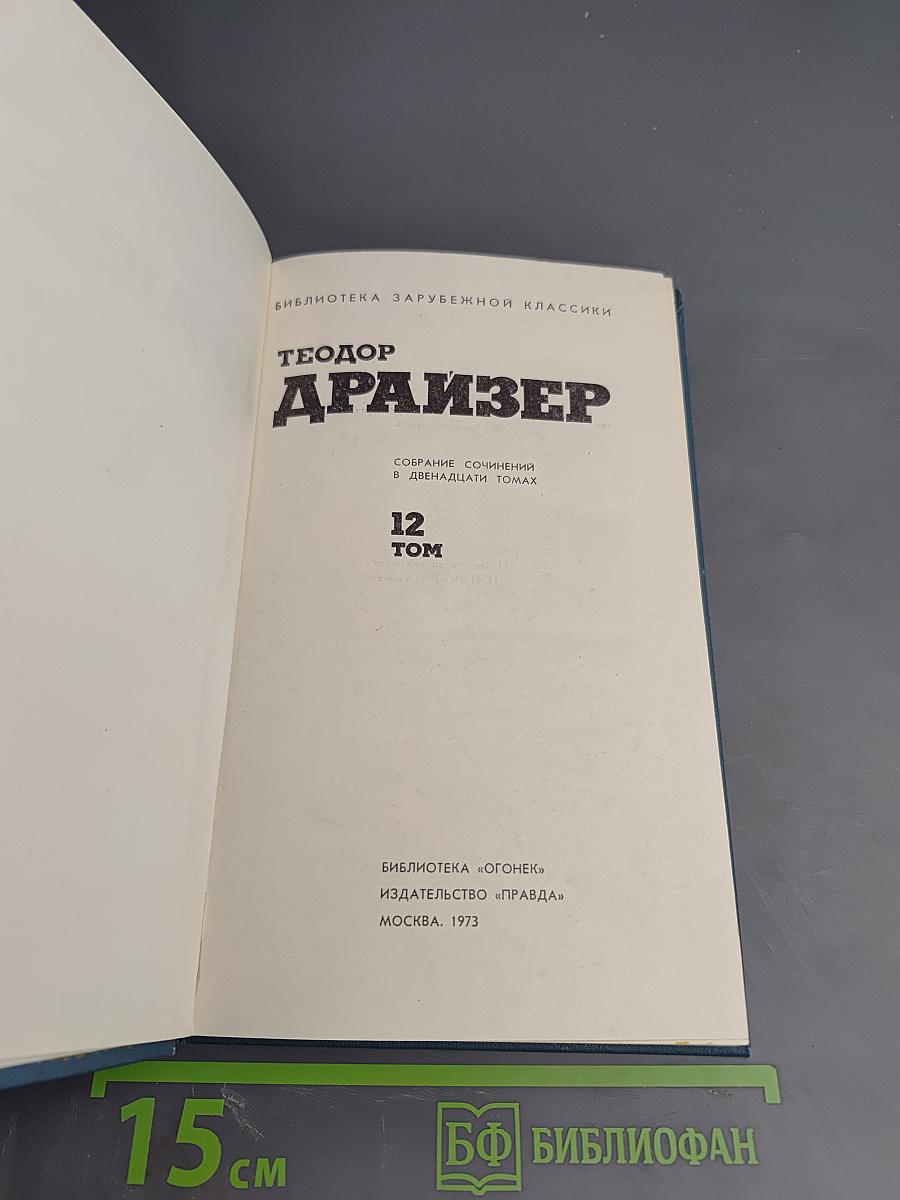 БИБЛИОТЕКА ЗАРУБЕЖНОЙ КЛАССИКИ
ТЕОДОР
ДРАЙЗЕР
СОБРАНИЕ СОЧИНЕНИЙ
В ДВЕНАДЦАТИ ТОМАХ
12
ТОМ
БИБЛИОТЕКА «ОГОНЕК»
ИЗДАТЕЛЬСТВО «ПРАВДА»
МОСКВА. 1973
15 см
БФ БИБЛИОФАН